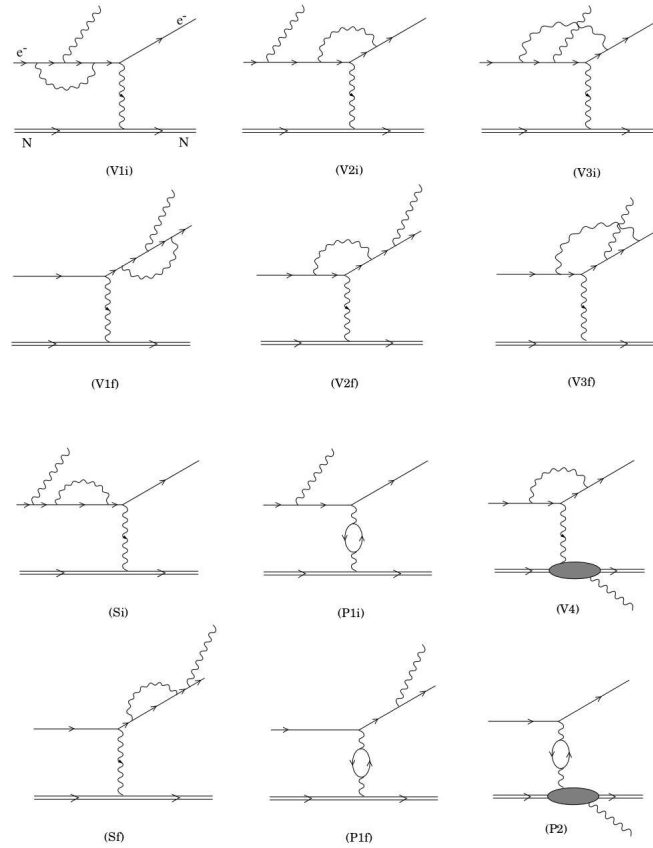 e⁻
e⁻
N
N
(V1i)
(V2i)
(V3i)
(V1f)
(V2f)
(V3f)
(Si)
(P1i)
(V4)
(Sf)
(P1f)
(P2)